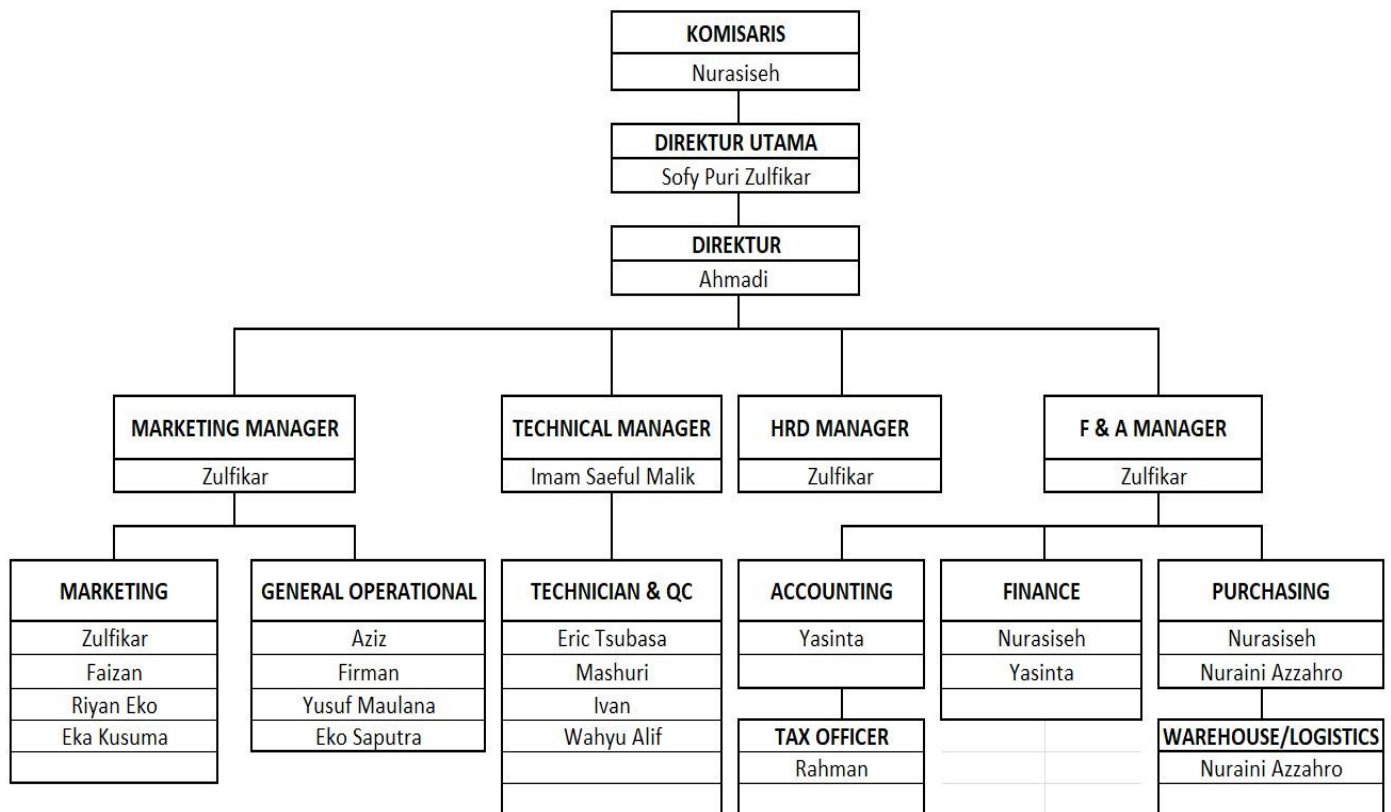 KOMISARIS
Nurasiseh
DIREKTUR UTAMA
Sofy Puri Zulfikar
DIREKTUR
Ahmadi
MARKETING MANAGER
Zulfikar
TECHNICAL MANAGER
Imam Saeful Malik
HRD MANAGER
Zulfikar
F & A MANAGER
Zulfikar
MARKETING
Zulfikar
Faizan
Riyan Eko
Eka Kusuma
GENERAL OPERATIONAL
Aziz
Firman
Yusuf Maulana
Eko Saputra
TECHNICIAN & QC
Eric Tsubasa
Mashuri
Ivan
Wahyu Alif
ACCOUNTING
Yasinta
TAX OFFICER
Rahman
FINANCE
Nurasiseh
Yasinta
PURCHASING
Nurasiseh
Nuraini Azzahro
WAREHOUSE/LOGISTICS
Nuraini Azzahro